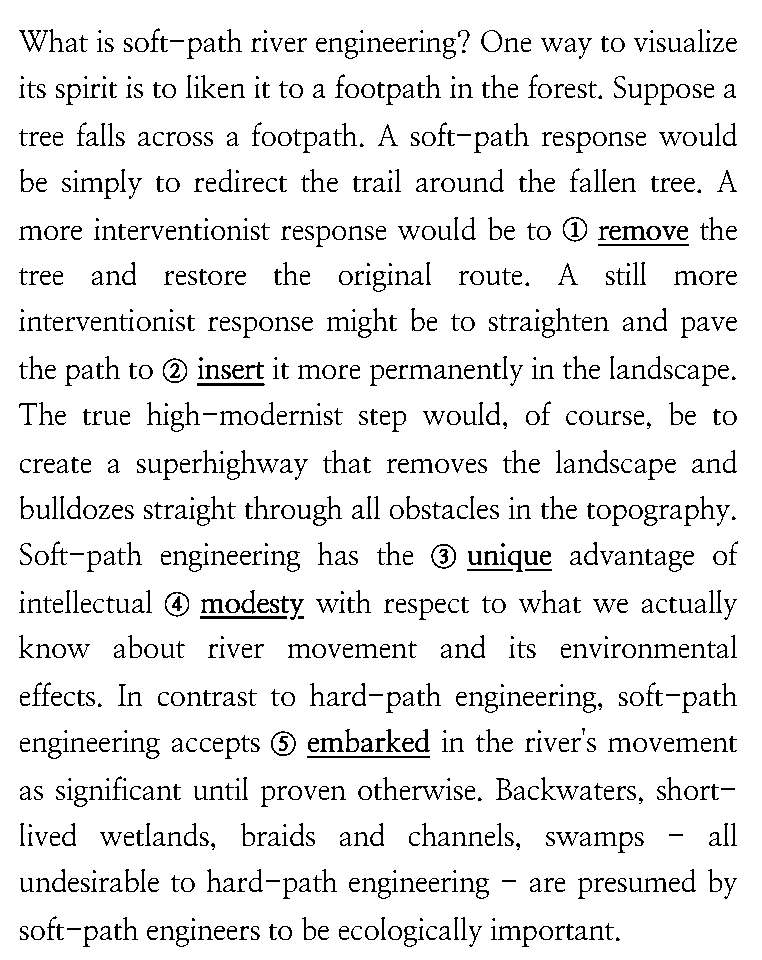 What is soft-path river engineering? One way to visualize
its spirit is to liken it to a footpath in the forest. Suppose a
tree falls across a footpath. A soft-path response would
be simply to redirect the trail around the fallen tree. A
more interventionist response would be to ① remove the
tree and restore the original route. A still more
interventionist response might be to straighten and pave
the path to ② insert it more permanently in the landscape.
The true high-modernist step would, of course, be to
create a superhighway that removes the landscape and
bulldozes straight through all obstacles in the topography.
Soft-path engineering has the ③ unique advantage of
intellectual ④ modesty with respect to what we actually
know about river movement and its environmental
effects. In contrast to hard-path engineering, soft-path
engineering accepts ⑤ embarked in the river's movement
as significant until proven otherwise. Backwaters, short-
lived wetlands, braids and channels, swamps - all
undesirable to hard-path engineering - are presumed by
soft-path engineers to be ecologically important.